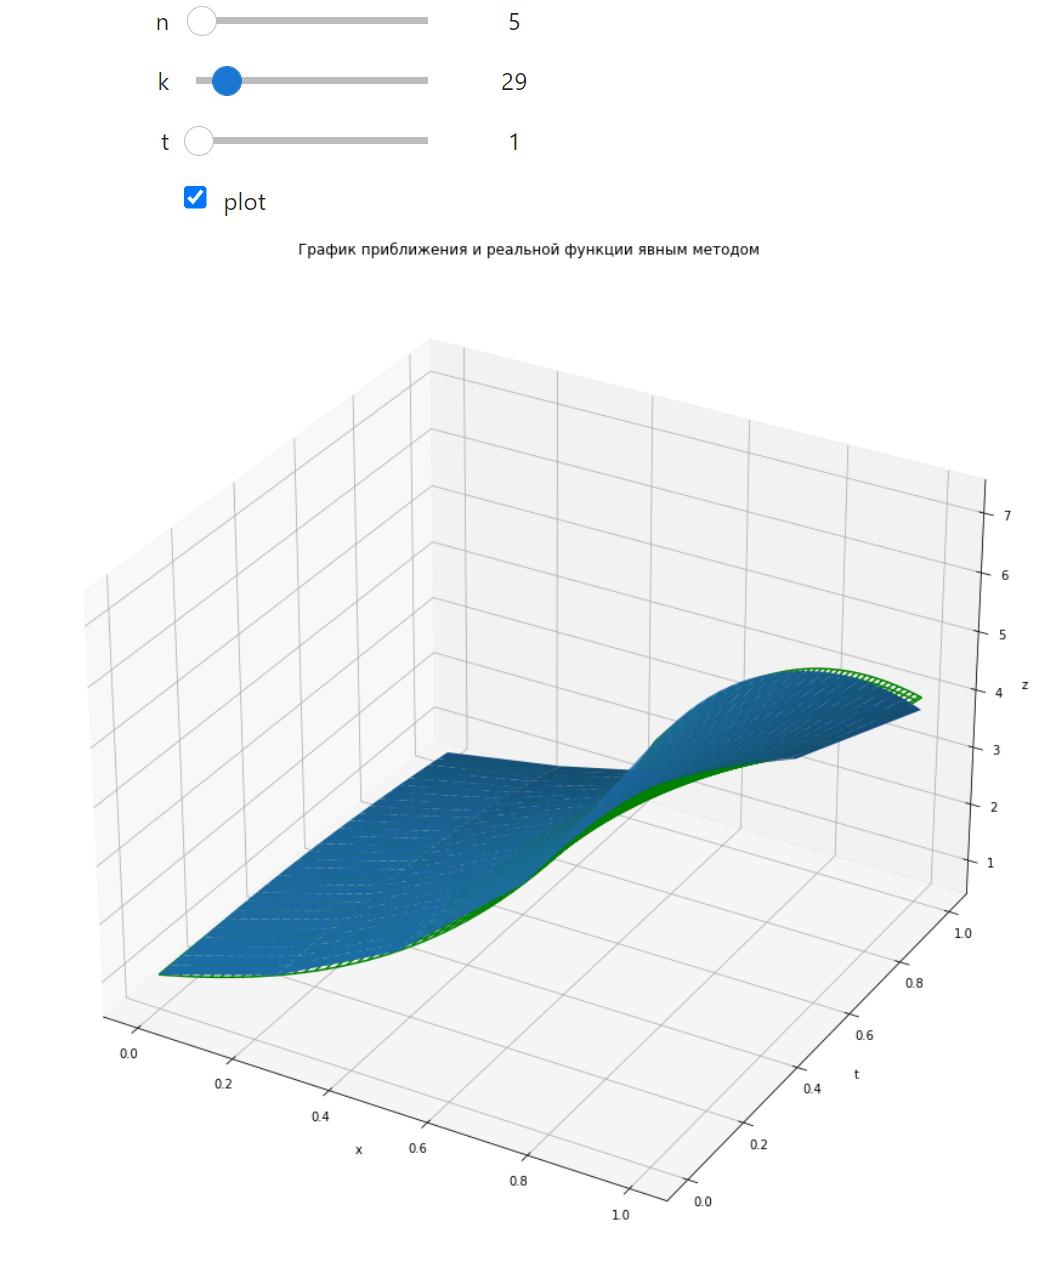 n 5
k 29
t 1
plot
График приближения и реальной функции явным методом
7
6
5
z
4
3
2
1
1.0
0.8
0.6
t
0.4
0.2
0.0
0.0
0.2
0.4
x
0.6
0.8
1.0